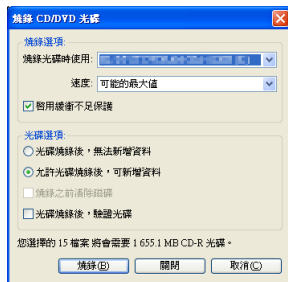 燒錄 CD/DVD 光碟
燒錄選項:
燒錄光碟時使用:
速度: 可能的最大值
啓用緩衝不足保護
光碟選項:
光碟燒錄後，無法新增資料
允許光碟燒錄後，可新增資料
燒錄之前清除磁碟
光碟燒錄後，驗證光碟
您選擇的 15 檔案 將會需要 1 655.1 MB CD-R 光碟。
燒錄(B) 關閉 取消(C)